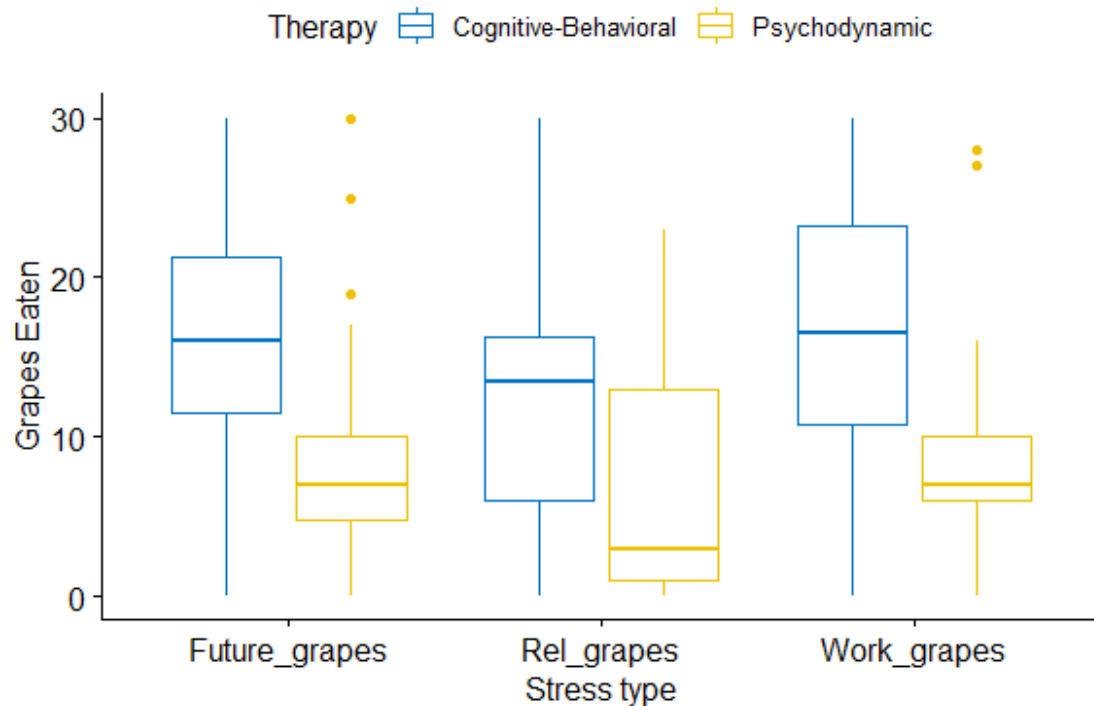 Therapy Cognitive-Behavioral Psychodynamic
30
20
10
0
Grapes Eaten
Future_grapes Rel_grapes Work_grapes
Stress type